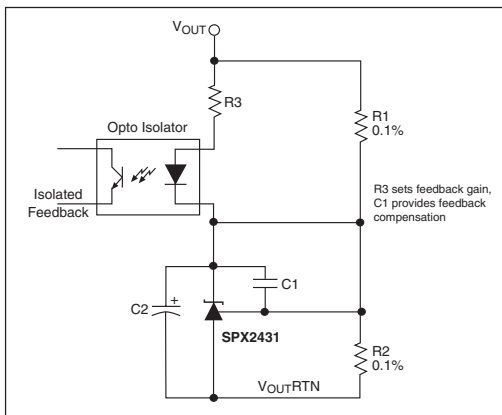 VOUT
R3
R1
0.1%
Opto Isolator
Isolated
Feedback
R3 sets feedback gain,
C1 provides feedback
compensation
C1
C2
+
SPX2431
R2
0.1%
VOUTRTN